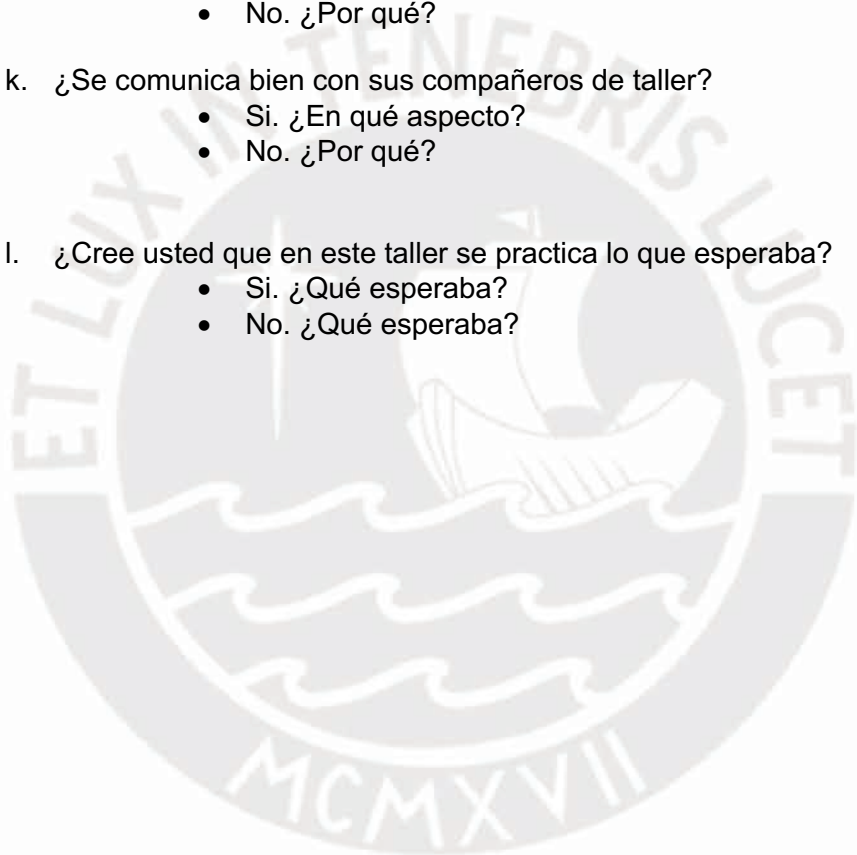 • No. ¿Por qué?
k. ¿Se comunica bien con sus compañeros de taller?
• Si. ¿En qué aspecto?
• No. ¿Por qué?
l. ¿Cree usted que en este taller se practica lo que esperaba?
• Si. ¿Qué esperaba?
• No. ¿Qué esperaba?
ET LUX IN TENEBRIS LUCET
MCMXVII